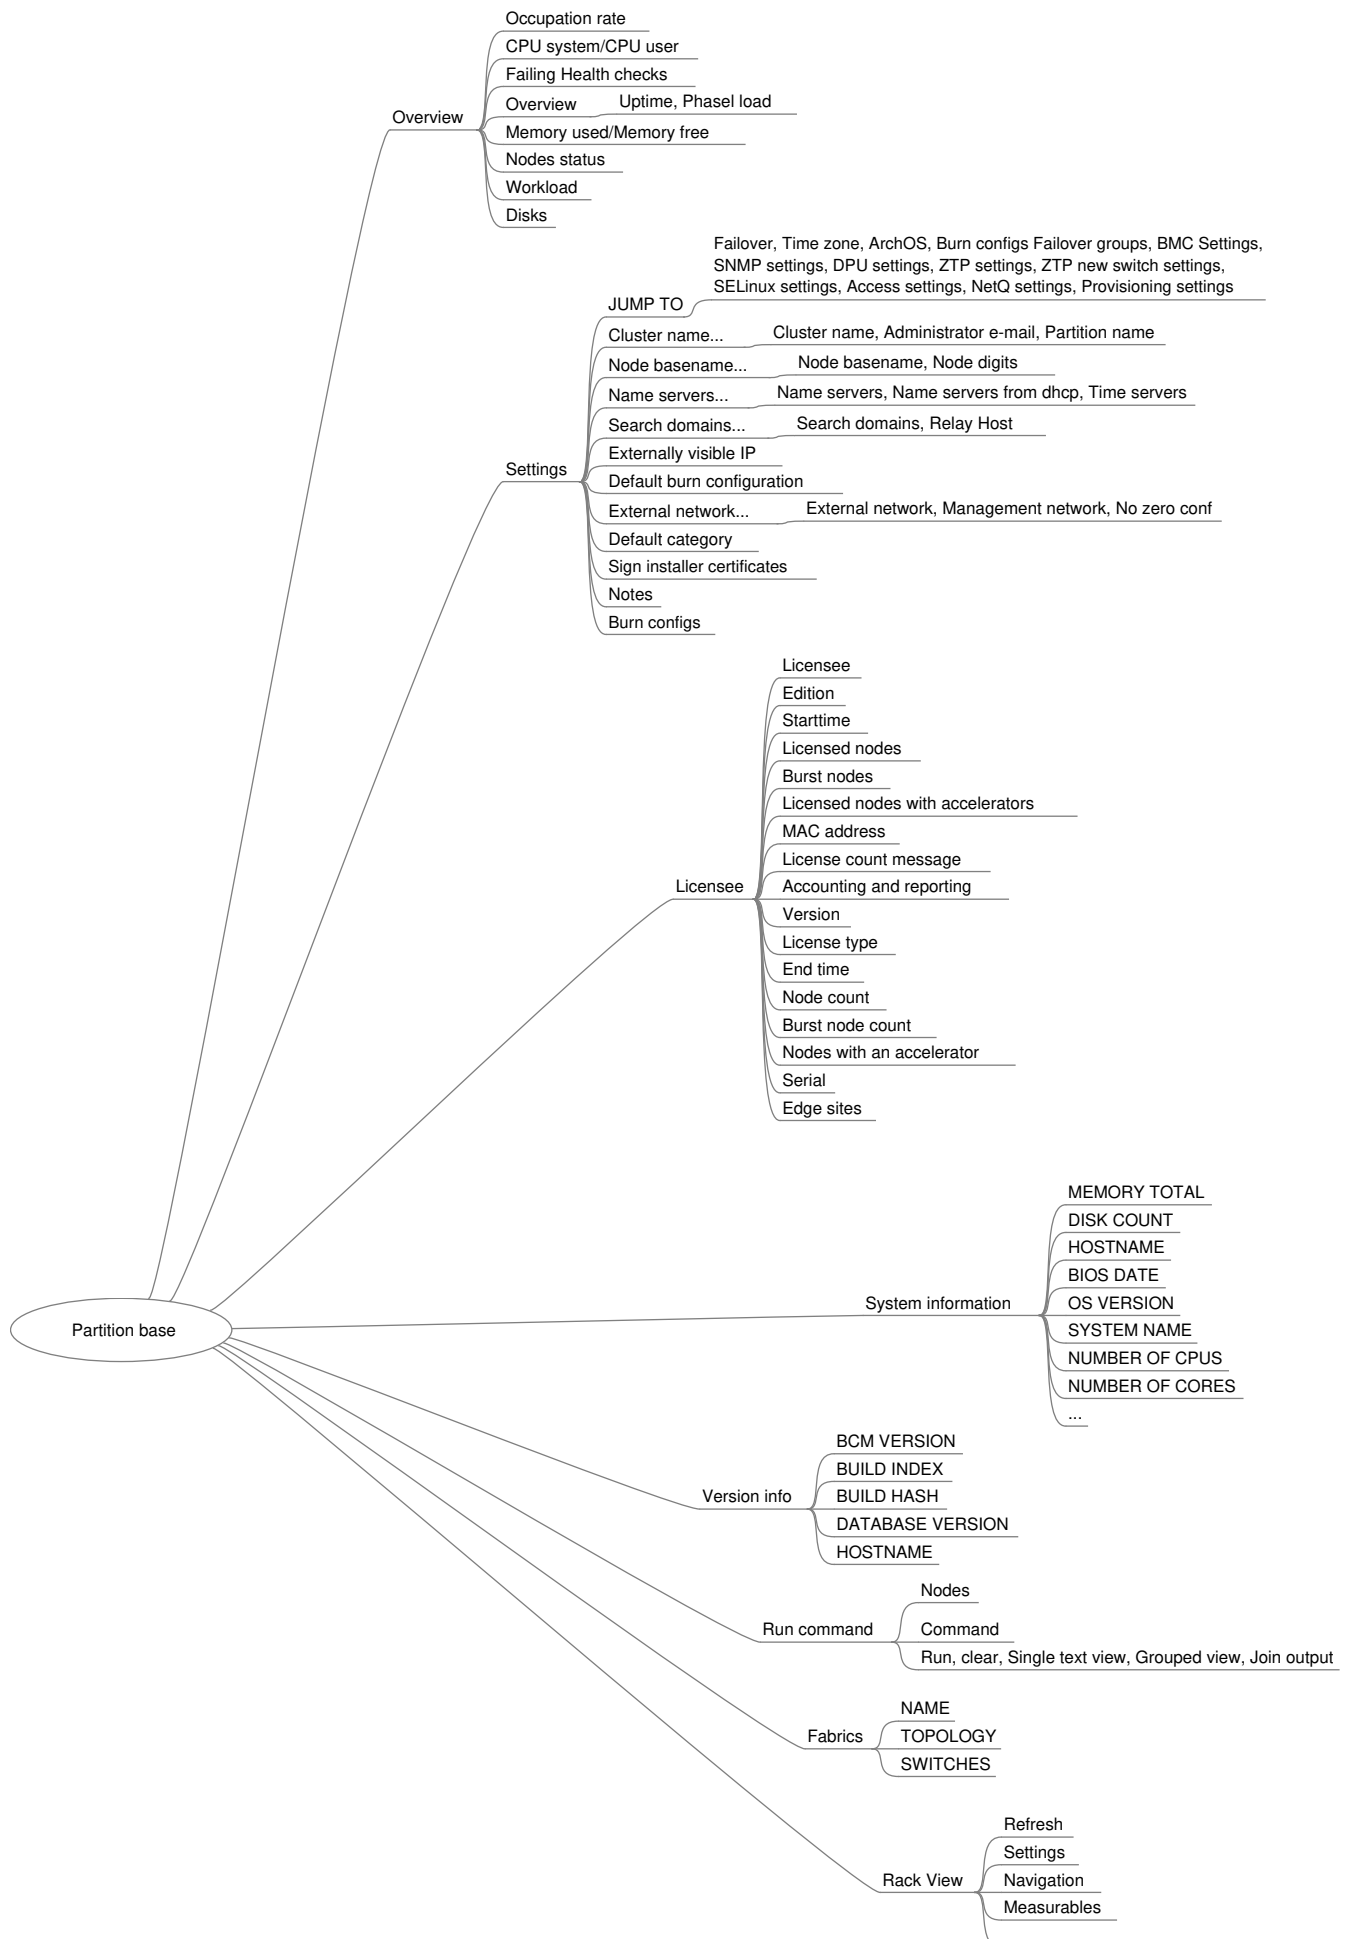 Occupation rate
CPU system/CPU user
Failing Health checks
Overview
Uptime, Phasel load
Overview
Memory used/Memory free
Nodes status
Workload
Disks
Failover, Time zone, ArchOS, Burn configs Failover groups, BMC Settings,
SNMP settings, DPU settings, ZTP settings, ZTP new switch settings,
SELinux settings, Access settings, NetQ settings, Provisioning settings
JUMP TO
Cluster name...
Cluster name, Administrator e-mail, Partition name
Node basename...
Node basename, Node digits
Name servers...
Name servers, Name servers from dhcp, Time servers
Search domains...
Search domains, Relay Host
Externally visible IP
Settings
Default burn configuration
External network...
External network, Management network, No zero conf
Default category
Sign installer certificates
Notes
Burn configs
Licensee
Edition
Starttime
Licensed nodes
Burst nodes
Licensed nodes with accelerators
MAC address
License count message
Licensee
Accounting and reporting
Version
License type
End time
Node count
Burst node count
Nodes with an accelerator
Serial
Edge sites
MEMORY TOTAL
DISK COUNT
HOSTNAME
BIOS DATE
System information
OS VERSION
Partition base
SYSTEM NAME
NUMBER OF CPUS
NUMBER OF CORES
...
BCM VERSION
BUILD INDEX
Version info
BUILD HASH
DATABASE VERSION
HOSTNAME
Nodes
Run command
Command
Run, clear, Single text view, Grouped view, Join output
NAME
Fabrics
TOPOLOGY
SWITCHES
Refresh
Settings
Rack View
Navigation
Measurables